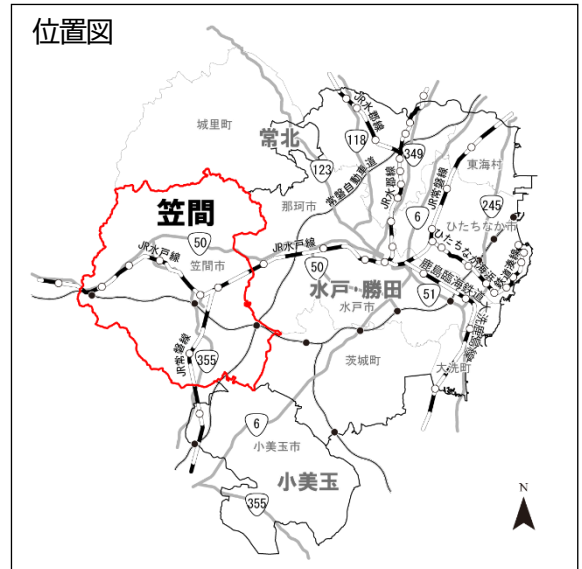 位置図
城里町
常北
118
349
123
常磐自動車道
JR水郡線
JR水郡線
JR常磐線
東海村
245
那珂市
6
ひたちなか市
笠間
50
JR水戸線
笠間市
JR水戸線
ひたちなか海浜鉄道湊線
50
水戸・勝田
水戸市
51
鹿島臨海鉄道大洗鹿島線
355
JR常磐線
茨城町
大洗町
6
小美玉市
小美玉
355
N